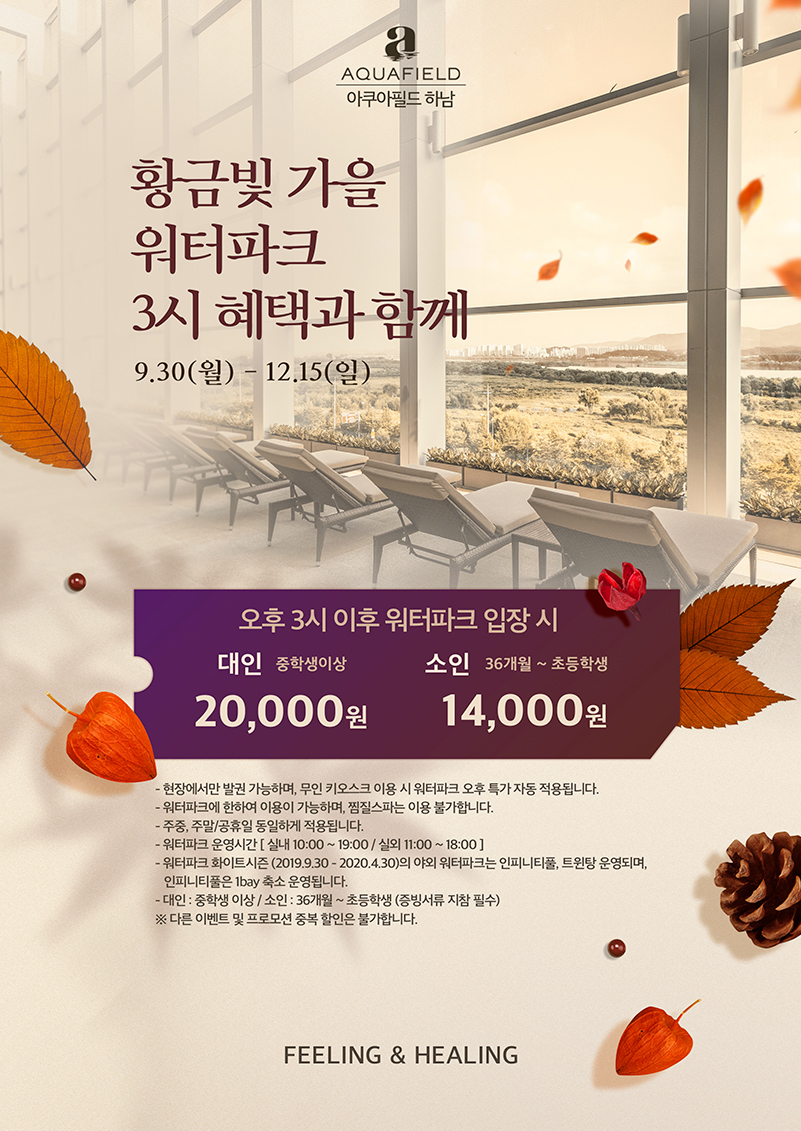 a
AQUAFIELD
아쿠아필드 하남
황금빛 가을
워터파크
3시 혜택과 함께
9.30(월) – 12.15(일)
오후 3시 이후 워터파크 입장 시
대인 중학생이상 소인 36개월 ~ 초등학생
20,000원 14,000원
- 현장에서만 발권 가능하며, 무인 키오스크 이용 시 워터파크 오후 특가 자동 적용됩니다.
- 워터파크에 한하여 이용이 가능하며, 찜질스파는 이용 불가합니다.
- 주중, 주말/공휴일 동일하게 적용됩니다.
- 워터파크 운영시간 [ 실내 10:00 ~ 19:00 / 실외 11:00 ~ 18:00 ]
- 워터파크 화이트시즌 (2019.9.30 - 2020.4.30)의 야외 워터파크는 인피니티풀, 트윈탕 운영되며,
인피니티풀은 1bay 축소 운영됩니다.
- 대인 : 중학생 이상 / 소인 : 36개월 ~ 초등학생 (증빙서류 지참 필수)
※ 다른 이벤트 및 프로모션 중복 할인은 불가합니다.
FEELING & HEALING